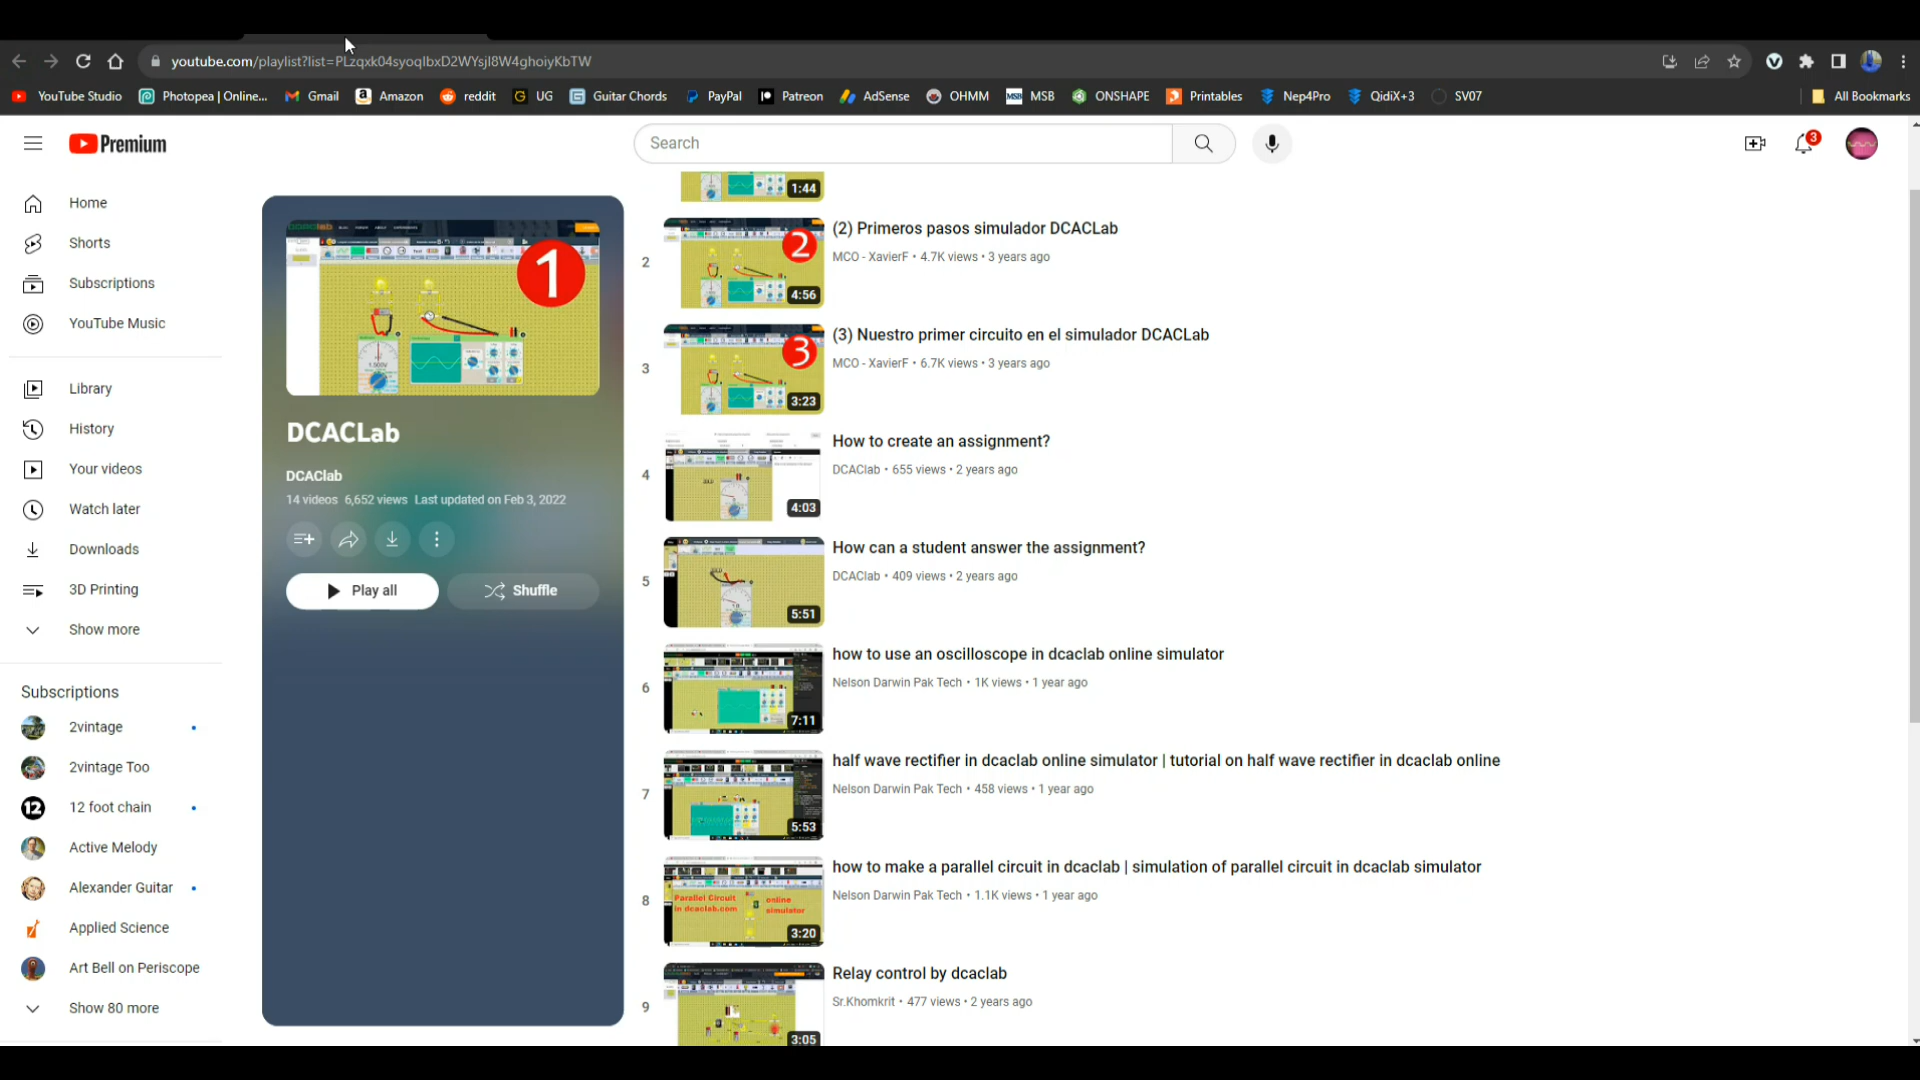 youtube.com/playlist?list=PLzqxk04syoqIbxD2WYsjI8W4ghoiyKbTW
YouTube Studio
Photopea | Online...
Gmail
Amazon
reddit
UG
Guitar Chords
PayPal
Patreon
AdSense
OHMM
MSB
ONSHAPE
Printables
Nep4Pro
QidiX+3
SV07
All Bookmarks
Premium
Search
3
Home
Shorts
Subscriptions
YouTube Music
Library
History
Your videos
Watch later
Downloads
3D Printing
Show more
Subscriptions
2vintage
2vintage Too
12 foot chain
Active Melody
Alexander Guitar
Applied Science
Art Bell on Periscope
Show 80 more
1
DCACLab
DCAClab
14 videos 6,652 views Last updated on Feb 3, 2022
Play all
Shuffle
1:44
2
2
4:56
(2) Primeros pasos simulador DCACLab
MCO - XavierF • 4.7K views • 3 years ago
3
3
3:23
(3) Nuestro primer circuito en el simulador DCACLab
MCO - XavierF • 6.7K views • 3 years ago
4
4:03
How to create an assignment?
DCAClab • 655 views • 2 years ago
5
5:51
How can a student answer the assignment?
DCAClab • 409 views • 2 years ago
6
7:11
how to use an oscilloscope in dcaclab online simulator
Nelson Darwin Pak Tech • 1K views • 1 year ago
7
5:53
half wave rectifier in dcaclab online simulator | tutorial on half wave rectifier in dcaclab online
Nelson Darwin Pak Tech • 458 views • 1 year ago
8
Parallel Circuit
in dcaclab.com
online
simulator
3:20
how to make a parallel circuit in dcaclab | simulation of parallel circuit in dcaclab simulator
Nelson Darwin Pak Tech • 1.1K views • 1 year ago
9
3:05
Relay control by dcaclab
Sr.Khomkrit • 477 views • 2 years ago